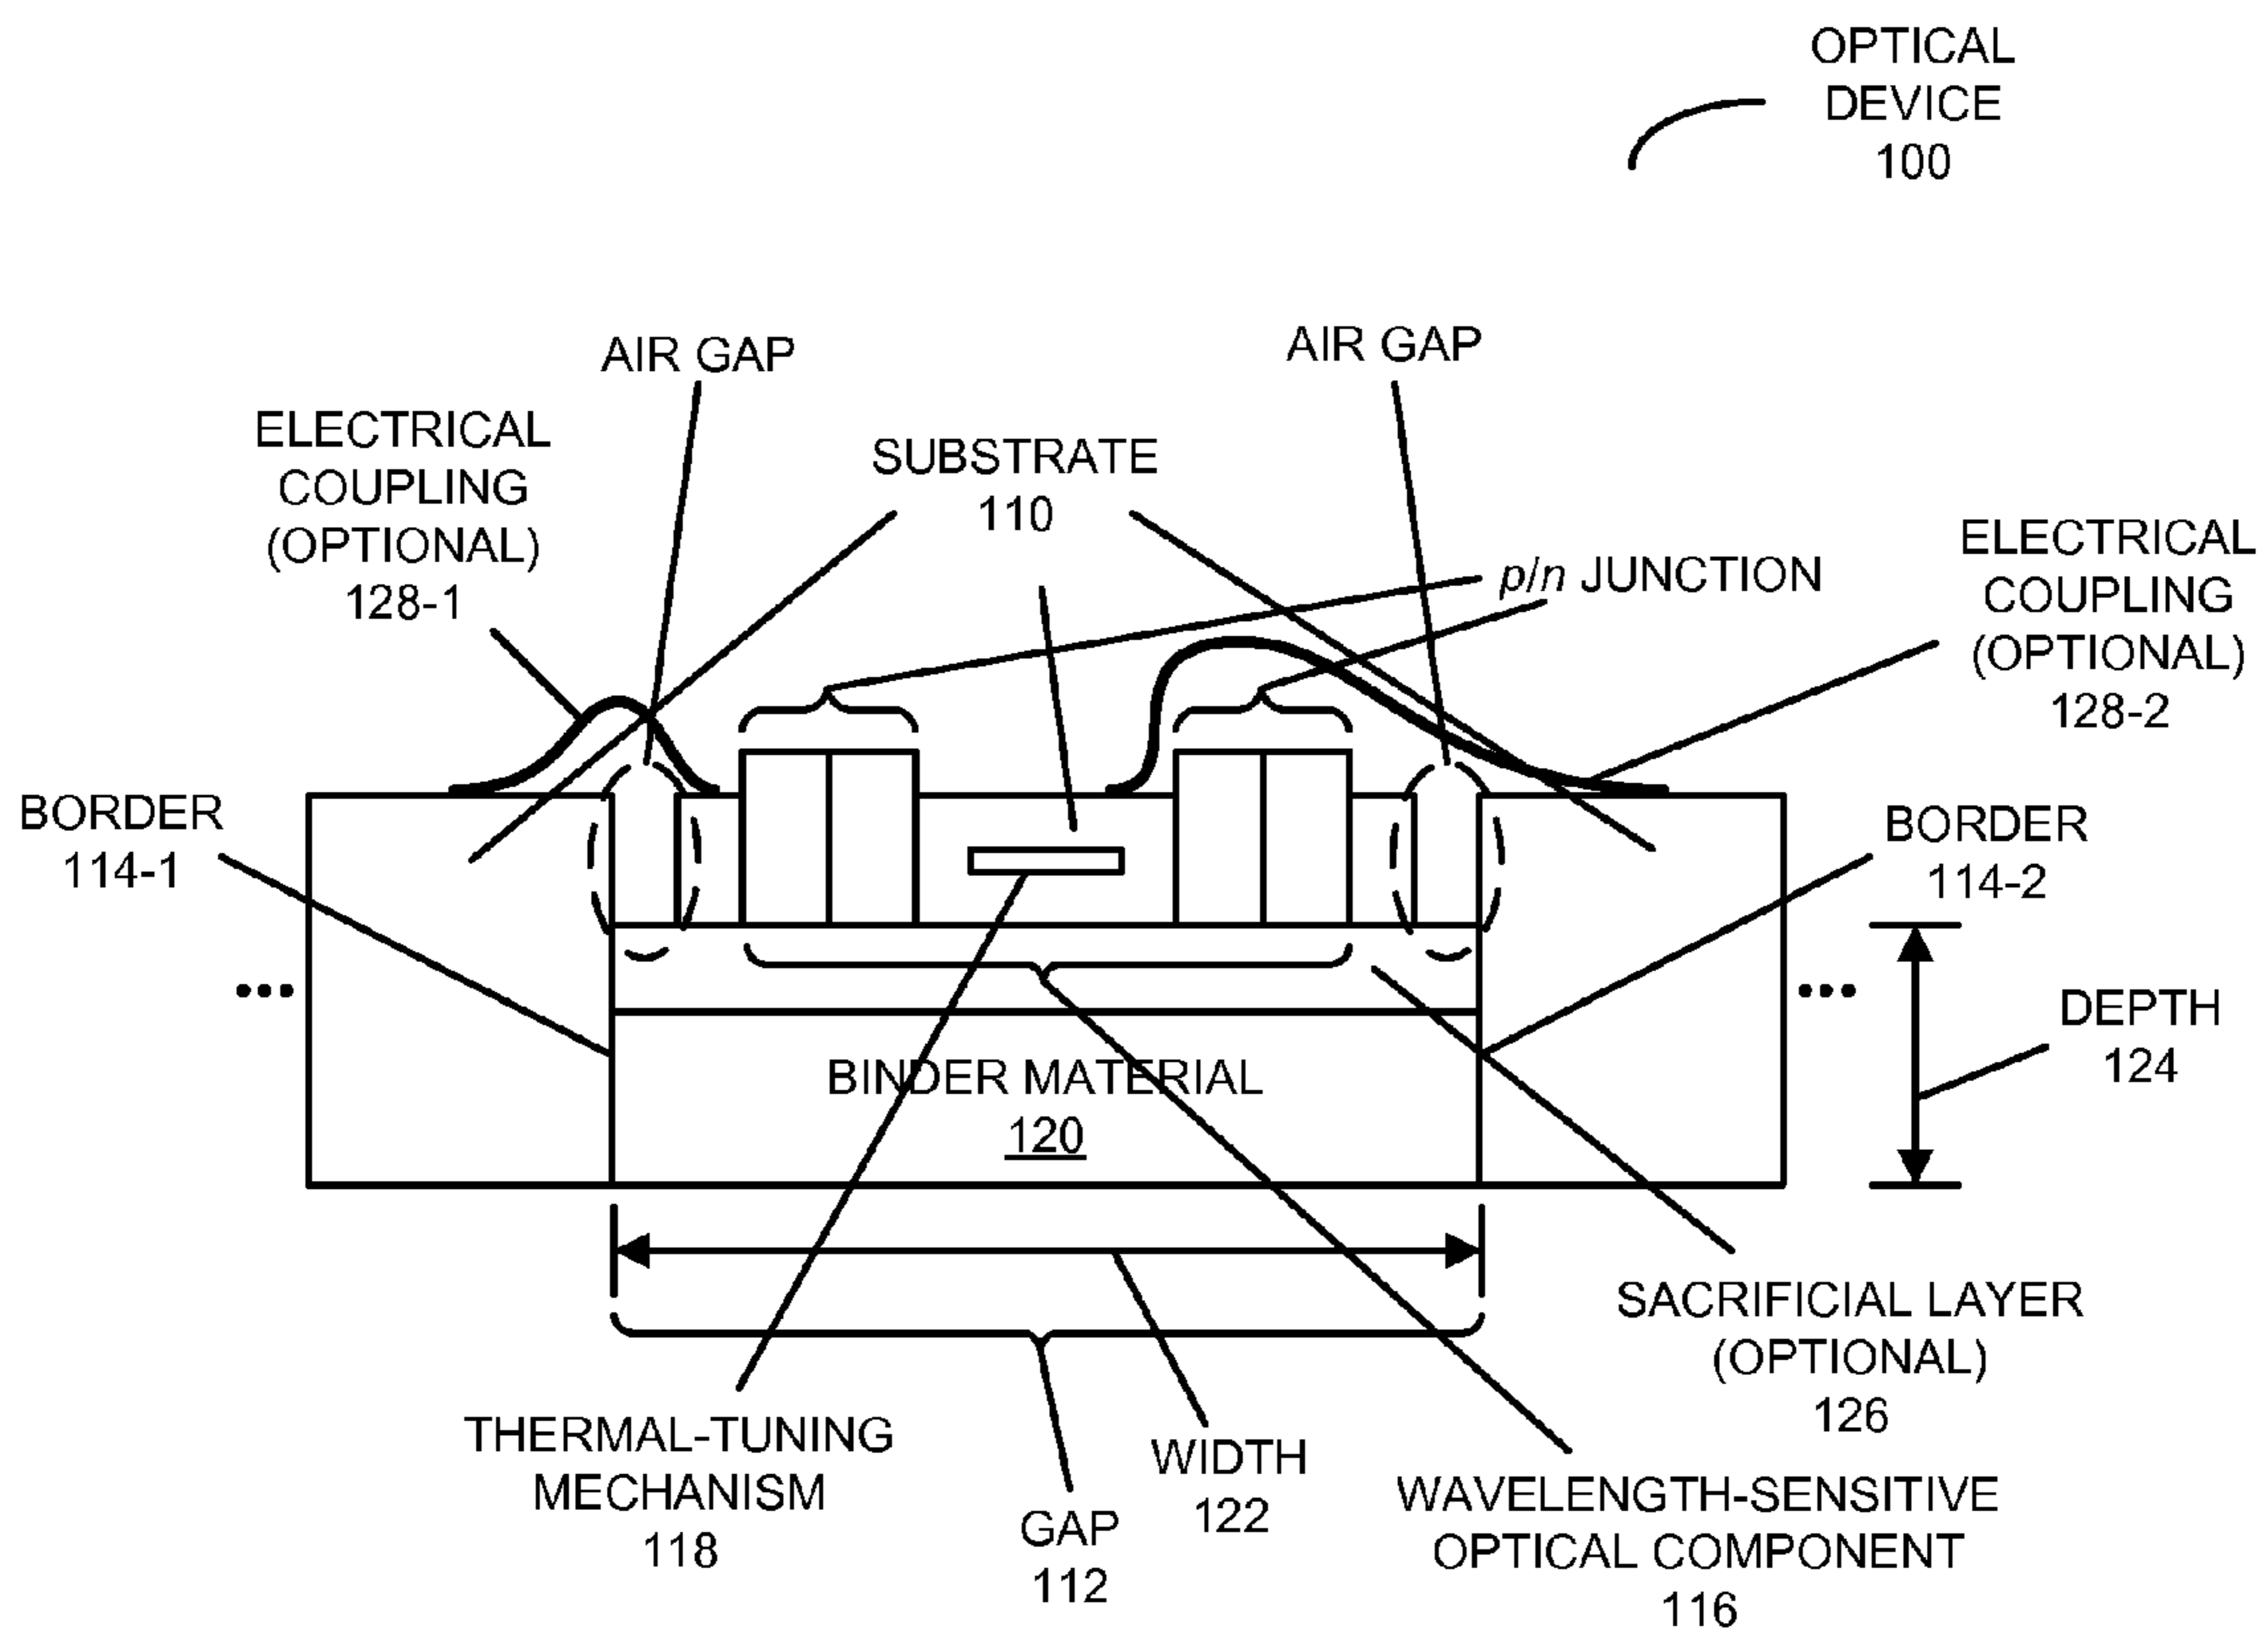 OPTICAL
DEVICE
100
AIR GAP
AIR GAP
ELECTRICAL
COUPLING
(OPTIONAL)
128-1
SUBSTRATE
110
p/n JUNCTION
ELECTRICAL
COUPLING
(OPTIONAL)
128-2
BORDER
114-1
BORDER
114-2
DEPTH
124
BINDER MATERIAL
120
SACRIFICIAL LAYER
(OPTIONAL)
126
THERMAL-TUNING
MECHANISM
118
WIDTH
122
GAP
112
WAVELENGTH-SENSITIVE
OPTICAL COMPONENT
116